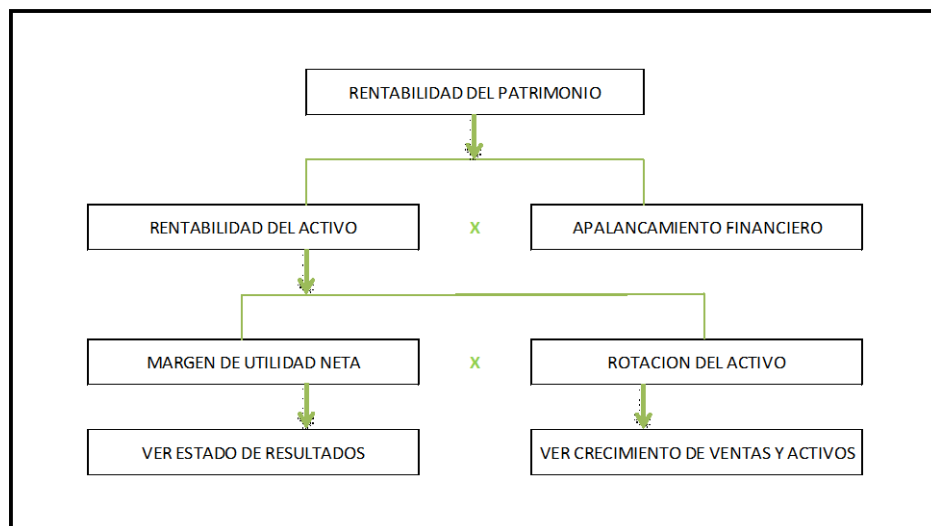 RENTABILIDAD DEL PATRIMONIO
RENTABILIDAD DEL ACTIVO
X
APALANCAMIENTO FINANCIERO
MARGEN DE UTILIDAD NETA
X
ROTACION DEL ACTIVO
VER ESTADO DE RESULTADOS
VER CRECIMIENTO DE VENTAS Y ACTIVOS